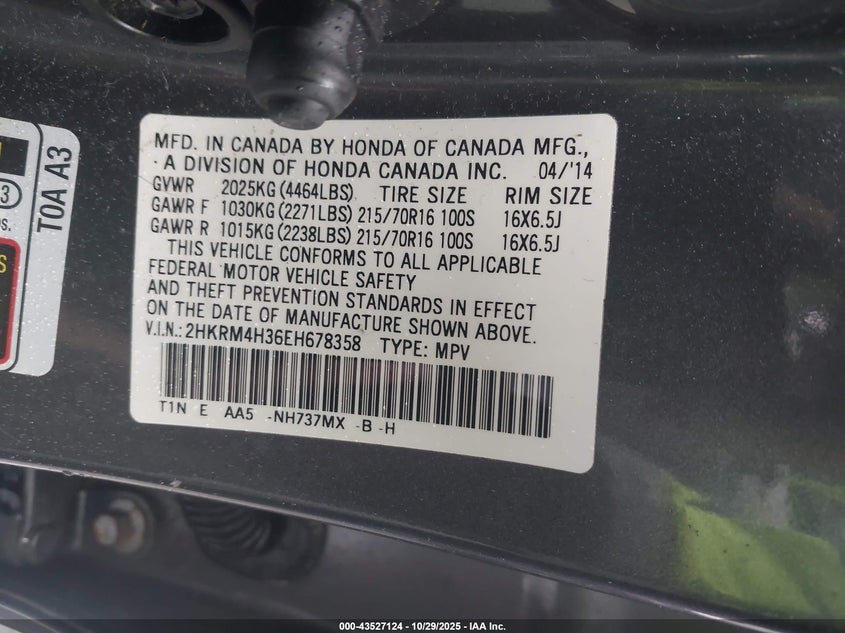 MFD. IN CANADA BY HONDA OF CANADA MFG.,
A DIVISION OF HONDA CANADA INC. 04/'14
GVWR 2025KG (4464LBS) TIRE SIZE RIM SIZE
GAWR F 1030KG (2271LBS) 215/70R16 100S 16X6.5J
GAWR R 1015KG (2238LBS) 215/70R16 100S 16X6.5J
THIS VEHICLE CONFORMS TO ALL APPLICABLE
FEDERAL MOTOR VEHICLE SAFETY
AND THEFT PREVENTION STANDARDS IN EFFECT
ON THE DATE OF MANUFACTURE SHOWN ABOVE.
V.I.N.: 2HKRM4H36EH678358 TYPE: MPV
T1N E AA5 -NH737MX -B -H
T0A A3
3
S.
S
000-43527124 - 10/29/2025 - IAA Inc.